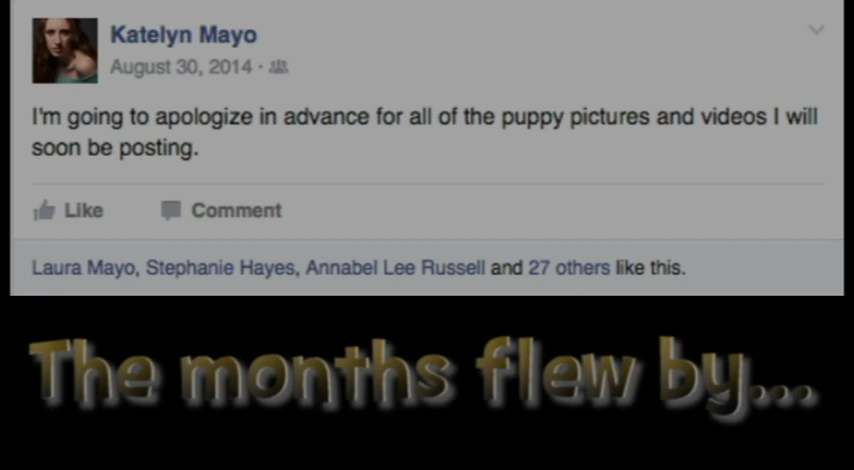 Katelyn Mayo
August 30, 2014 ·
I'm going to apologize in advance for all of the puppy pictures and videos I will
soon be posting.
Like Comment
Laura Mayo, Stephanie Hayes, Annabel Lee Russell and 27 others like this.
The months flew by...